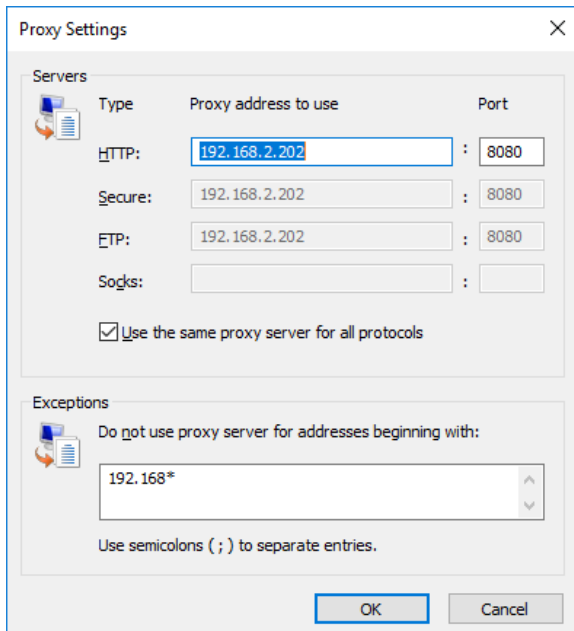 Proxy Settings
Servers
Type Proxy address to use Port
HTTP: 192.168.2.202 : 8080
Secure: 192.168.2.202 : 8080
FTP: 192.168.2.202 : 8080
Socks: :
Use the same proxy server for all protocols
Exceptions
Do not use proxy server for addresses beginning with:
192.168*
Use semicolons ( ; ) to separate entries.
OK Cancel